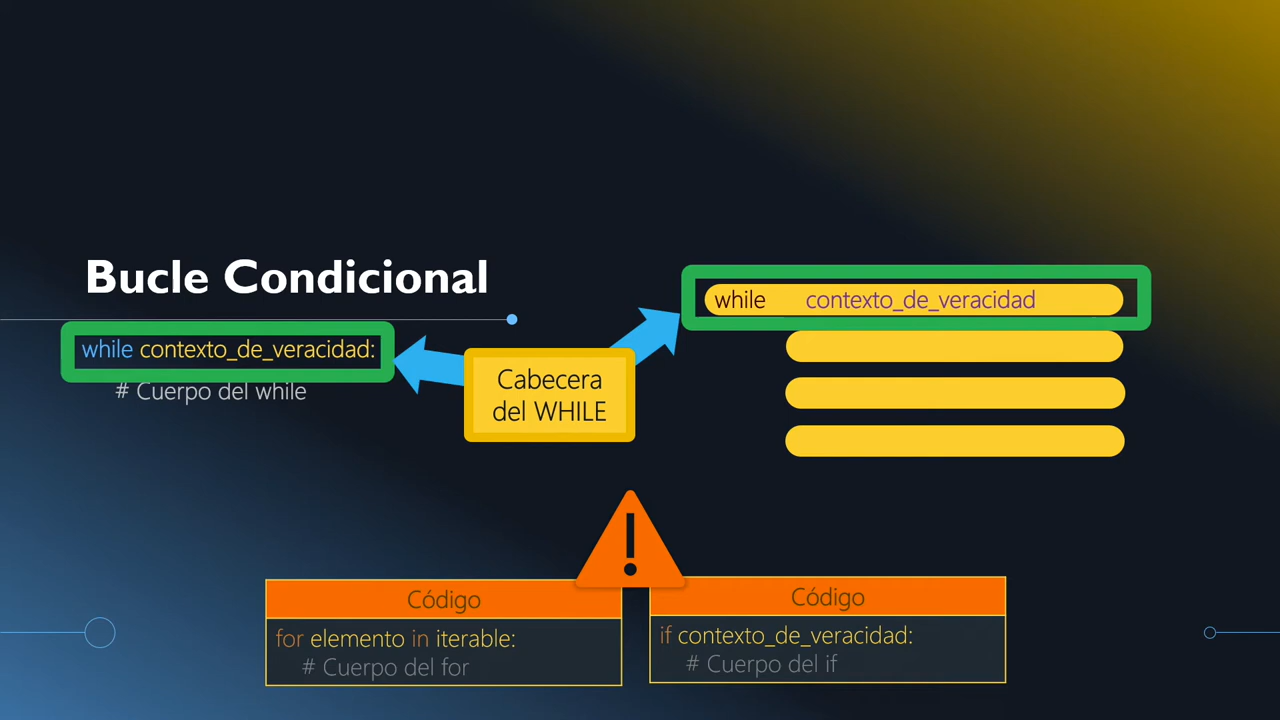 Bucle Condicional
while contexto_de_veracidad:
# Cuerpo del while
Cabecera
del WHILE
while contexto_de_veracidad
!
Código
for elemento in iterable:
# Cuerpo del for
Código
if contexto_de_veracidad:
# Cuerpo del if